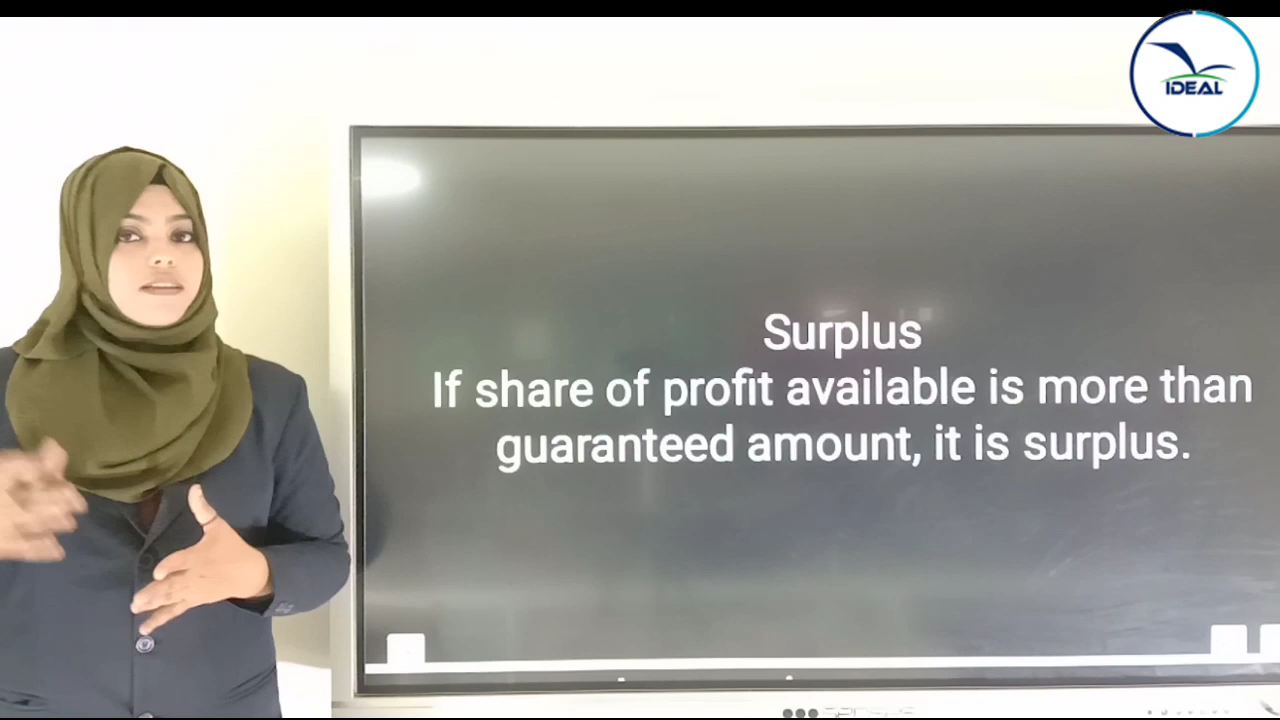 IDEAL
Surplus
If share of profit available is more than
guaranteed amount, it is surplus.